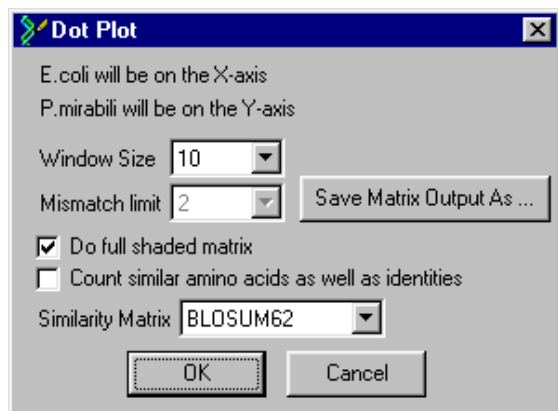 Dot Plot
E.coli will be on the X-axis
P.mirabili will be on the Y-axis
Window Size 10
Mismatch limit 2
Save Matrix Output As ...
Do full shaded matrix
Count similar amino acids as well as identities
Similarity Matrix BLOSUM62
OK Cancel